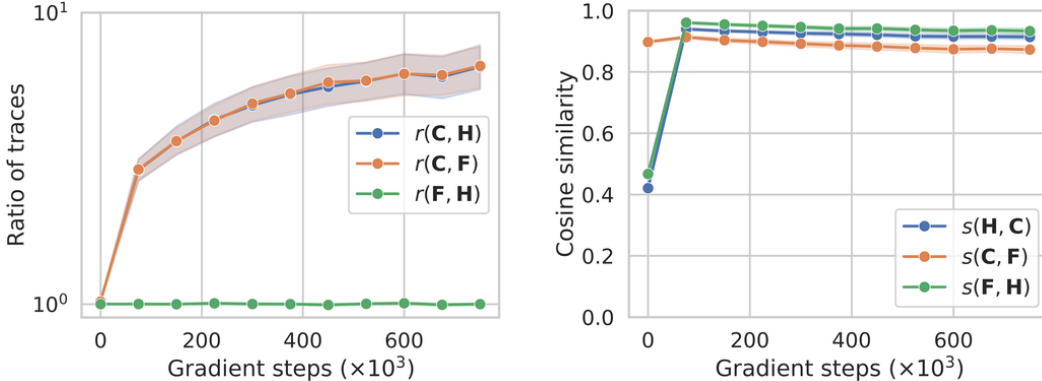 10¹
10⁰
Ratio of traces
0
200
400
600
Gradient steps (×10³)
r(C, H)
r(C, F)
r(F, H)
1.0
0.8
0.6
0.4
0.2
0.0
Cosine similarity
0
200
400
600
Gradient steps (×10³)
s(H, C)
s(C, F)
s(F, H)